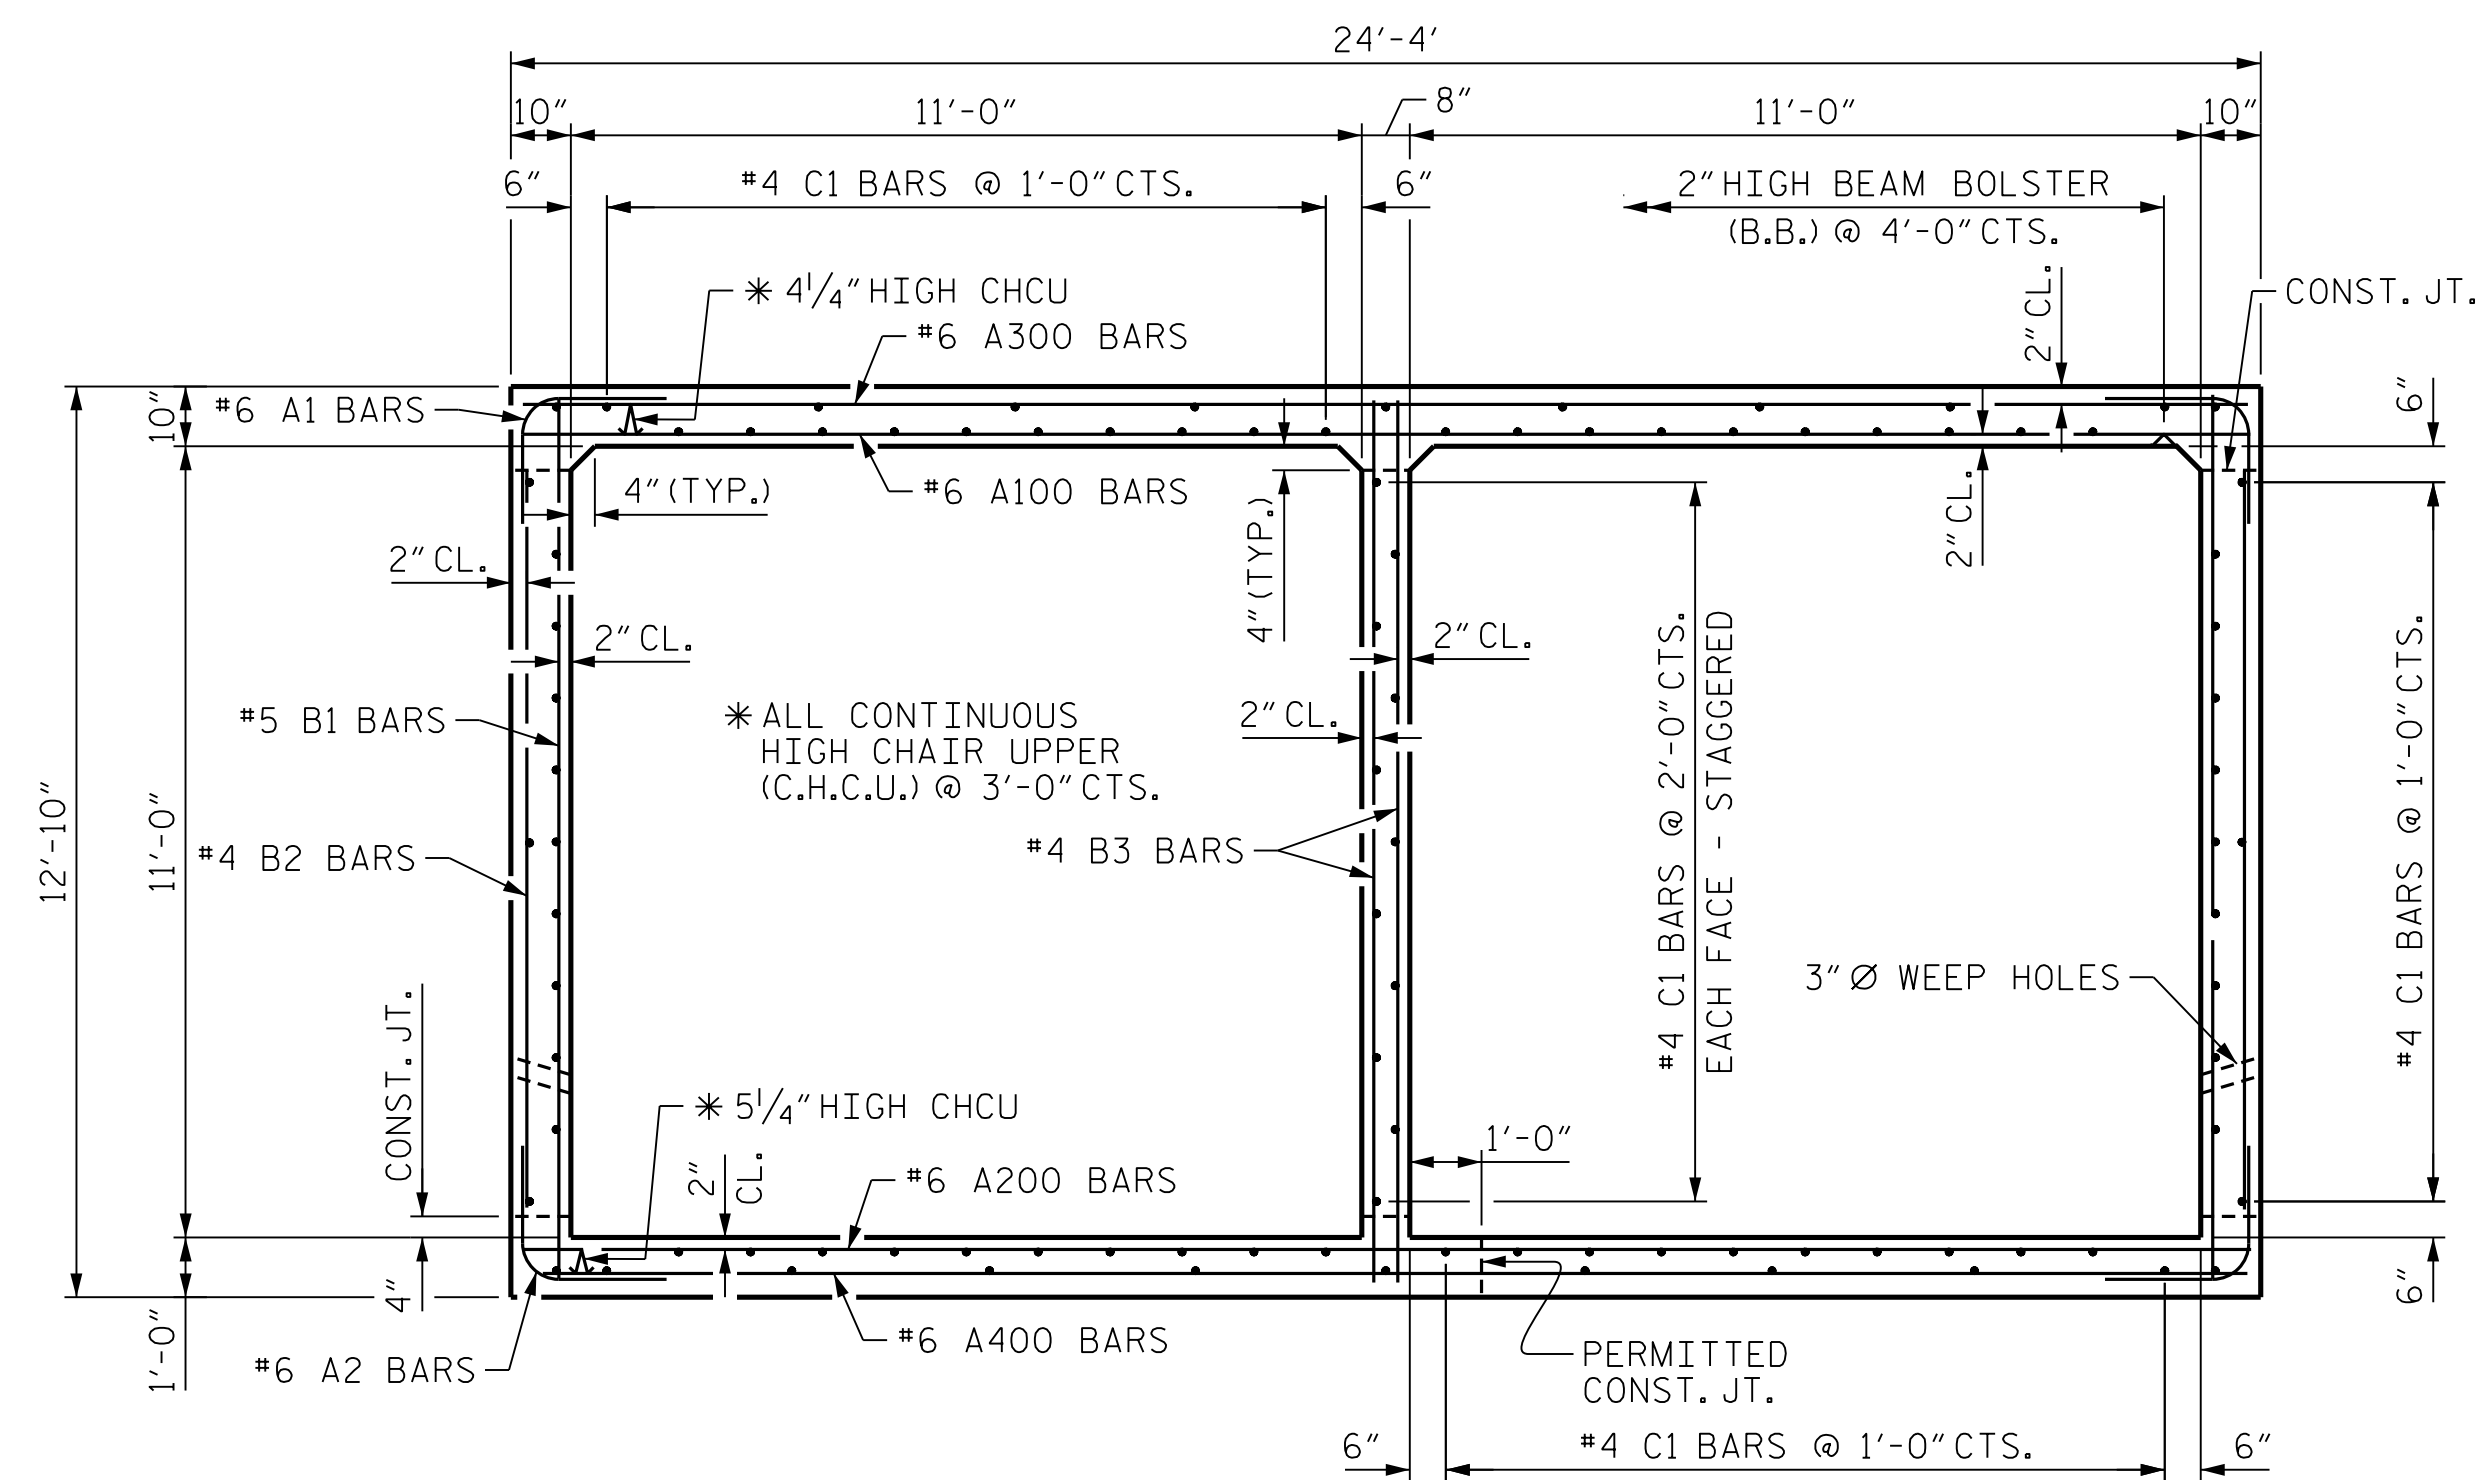 24'-4'
10" 11'-0" 8" 11'-0" 10"
6" #4 C1 BARS @ 1'-0" CTS. 6" 2" HIGH BEAM BOLSTER
(B.B.) @ 4'-0" CTS.
✳ 4 1/4" HIGH CHCU
2" CL.
CONST. JT.
#6 A300 BARS
10"
#6 A1 BARS
6"
4" (TYP.)
#6 A100 BARS
4" (TYP.)
2" CL.
2" CL.
2" CL.
2" CL.
#5 B1 BARS
✳ ALL CONTINUOUS
HIGH CHAIR UPPER
(C.H.C.U.) @ 3'-0" CTS.
2" CL.
#4 C1 BARS @ 2'-0" CTS.
EACH FACE - STAGGERED
#4 C1 BARS @ 1'-0" CTS.
12'-10"
11'-0"
#4 B2 BARS
#4 B3 BARS
3" Ø WEEP HOLES
CONST. JT.
✳ 5 1/4" HIGH CHCU
1'-0"
2"
CL.
#6 A200 BARS
4"
6"
1'-0"
#6 A400 BARS
#6 A2 BARS
PERMITTED
CONST. JT.
6" #4 C1 BARS @ 1'-0" CTS. 6"